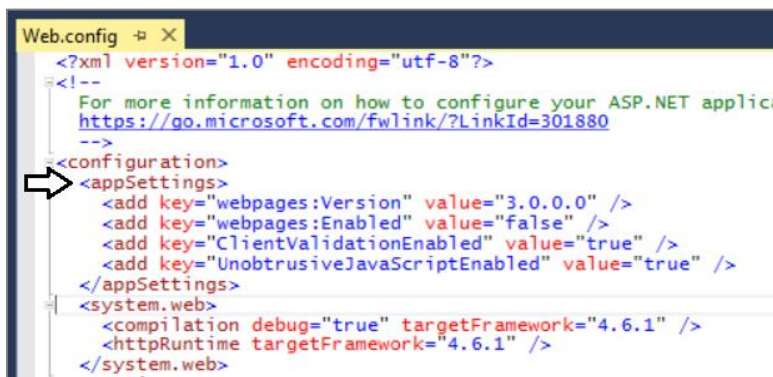 Web.config
<?xml version="1.0" encoding="utf-8"?>
<!--
For more information on how to configure your ASP.NET applica
https://go.microsoft.com/fwlink/?LinkId=301880
-->
<configuration>
<appSettings>
<add key="webpages:Version" value="3.0.0.0" />
<add key="webpages:Enabled" value="false" />
<add key="ClientValidationEnabled" value="true" />
<add key="UnobtrusiveJavaScriptEnabled" value="true" />
</appSettings>
<system.web>
<compilation debug="true" targetFramework="4.6.1" />
<httpRuntime targetFramework="4.6.1" />
</system.web>